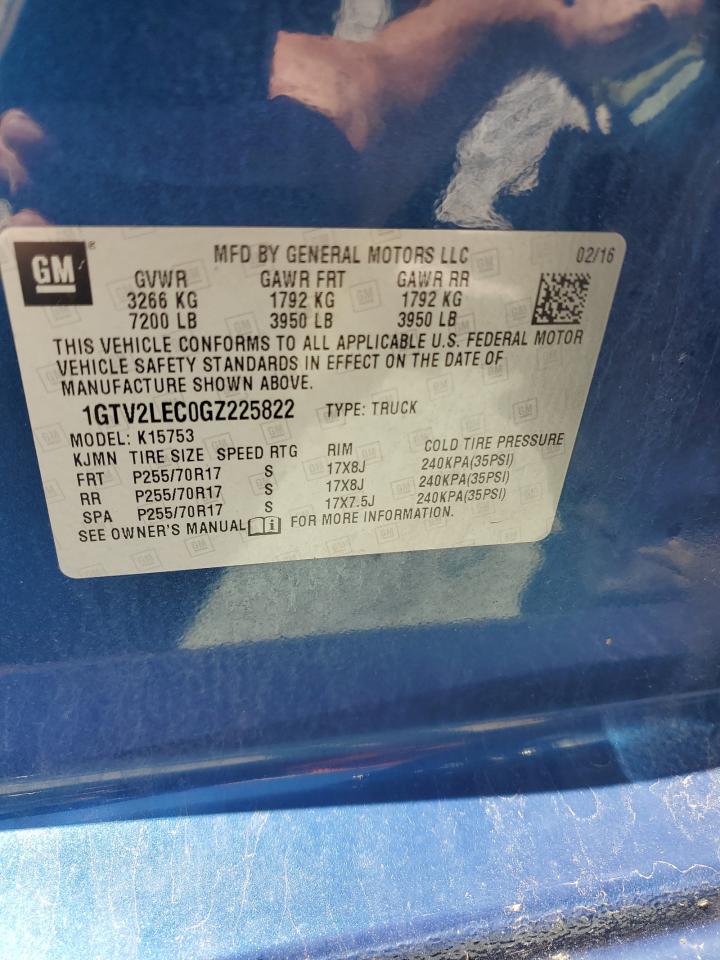 GM® MFD BY GENERAL MOTORS LLC 02/16
GVWR GAWR FRT GAWR RR
3266 KG 1792 KG 1792 KG
7200 LB 3950 LB 3950 LB
THIS VEHICLE CONFORMS TO ALL APPLICABLE U.S. FEDERAL MOTOR
VEHICLE SAFETY STANDARDS IN EFFECT ON THE DATE OF
MANUFACTURE SHOWN ABOVE.
1GTV2LEC0GZ225822 TYPE: TRUCK
MODEL: K15753
KJMN TIRE SIZE SPEED RTG RIM COLD TIRE PRESSURE
FRT P255/70R17 S 17X8J 240KPA(35PSI)
RR P255/70R17 S 17X8J 240KPA(35PSI)
SPA P255/70R17 S 17X7.5J 240KPA(35PSI)
SEE OWNER'S MANUAL FOR MORE INFORMATION.